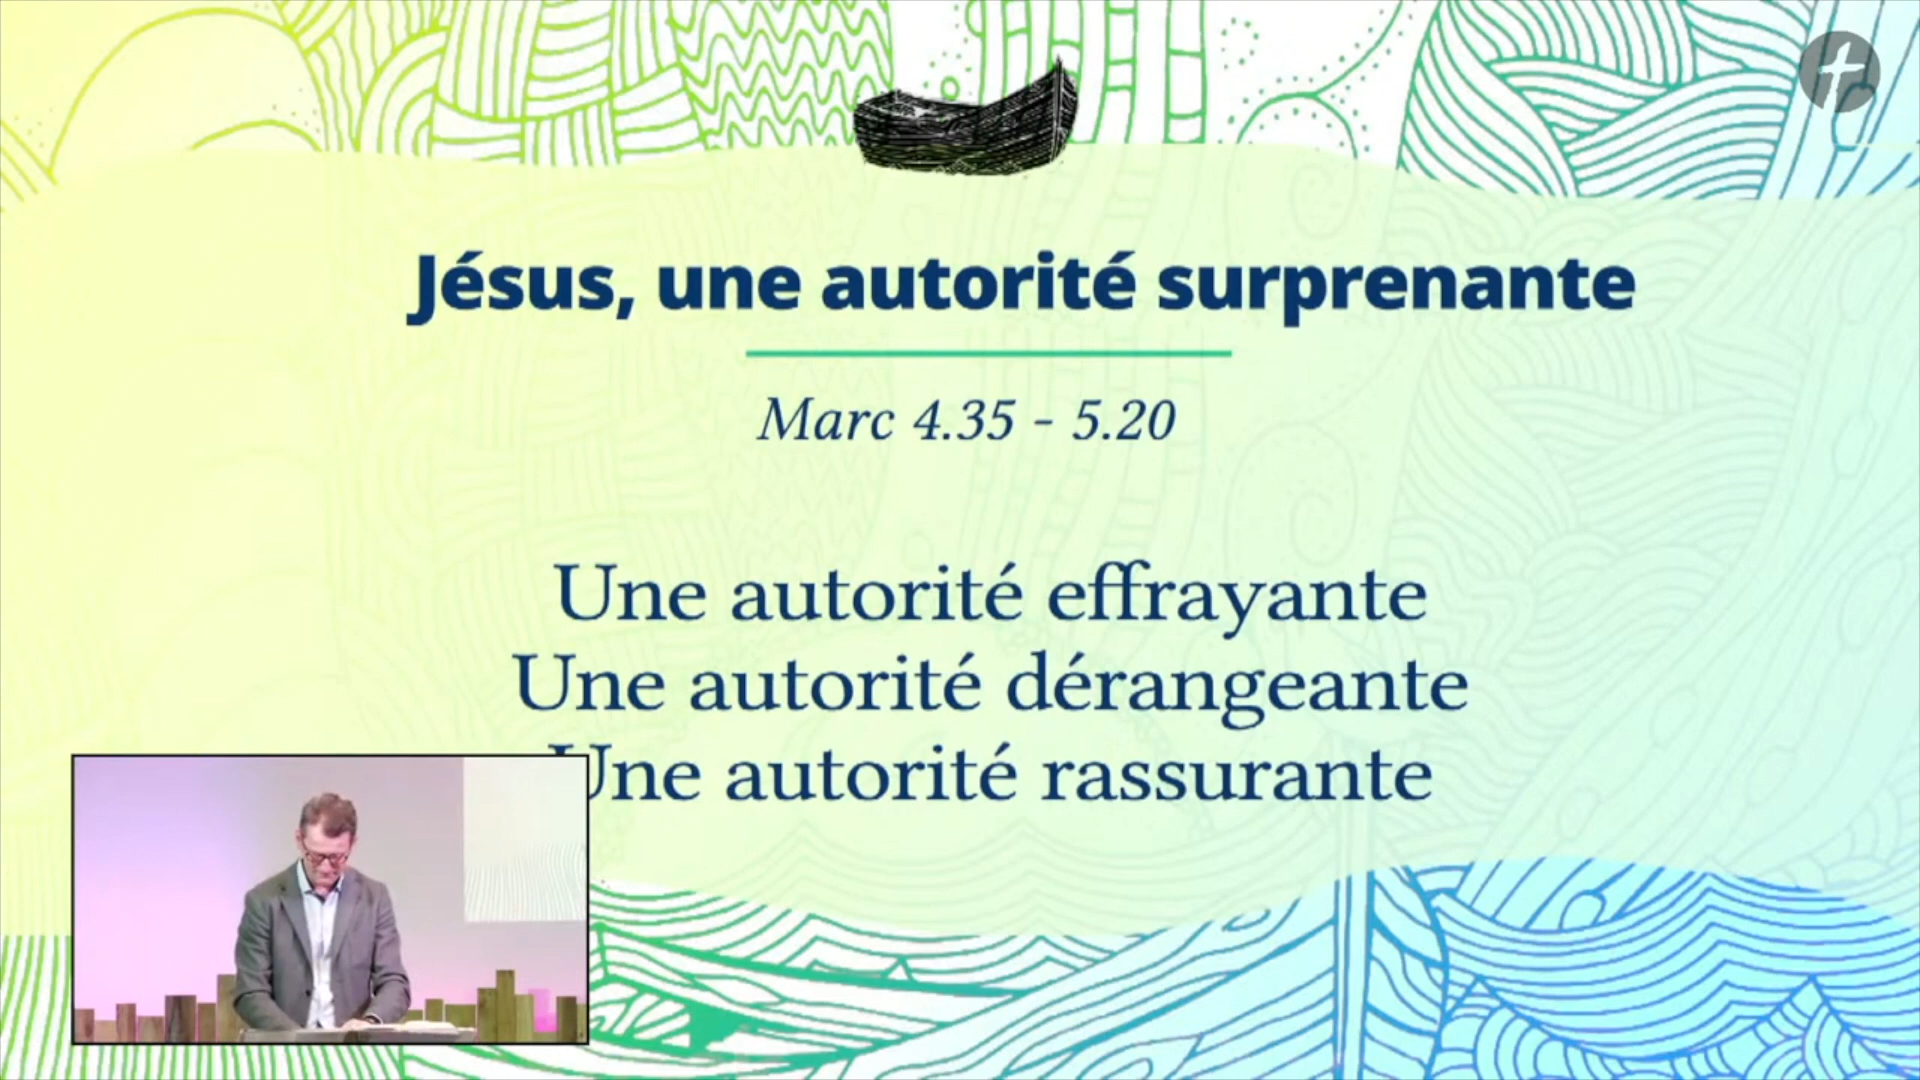 Jésus, une autorité surprenante
Marc 4.35 - 5.20
Une autorité effrayante
Une autorité dérangeante
Une autorité rassurante